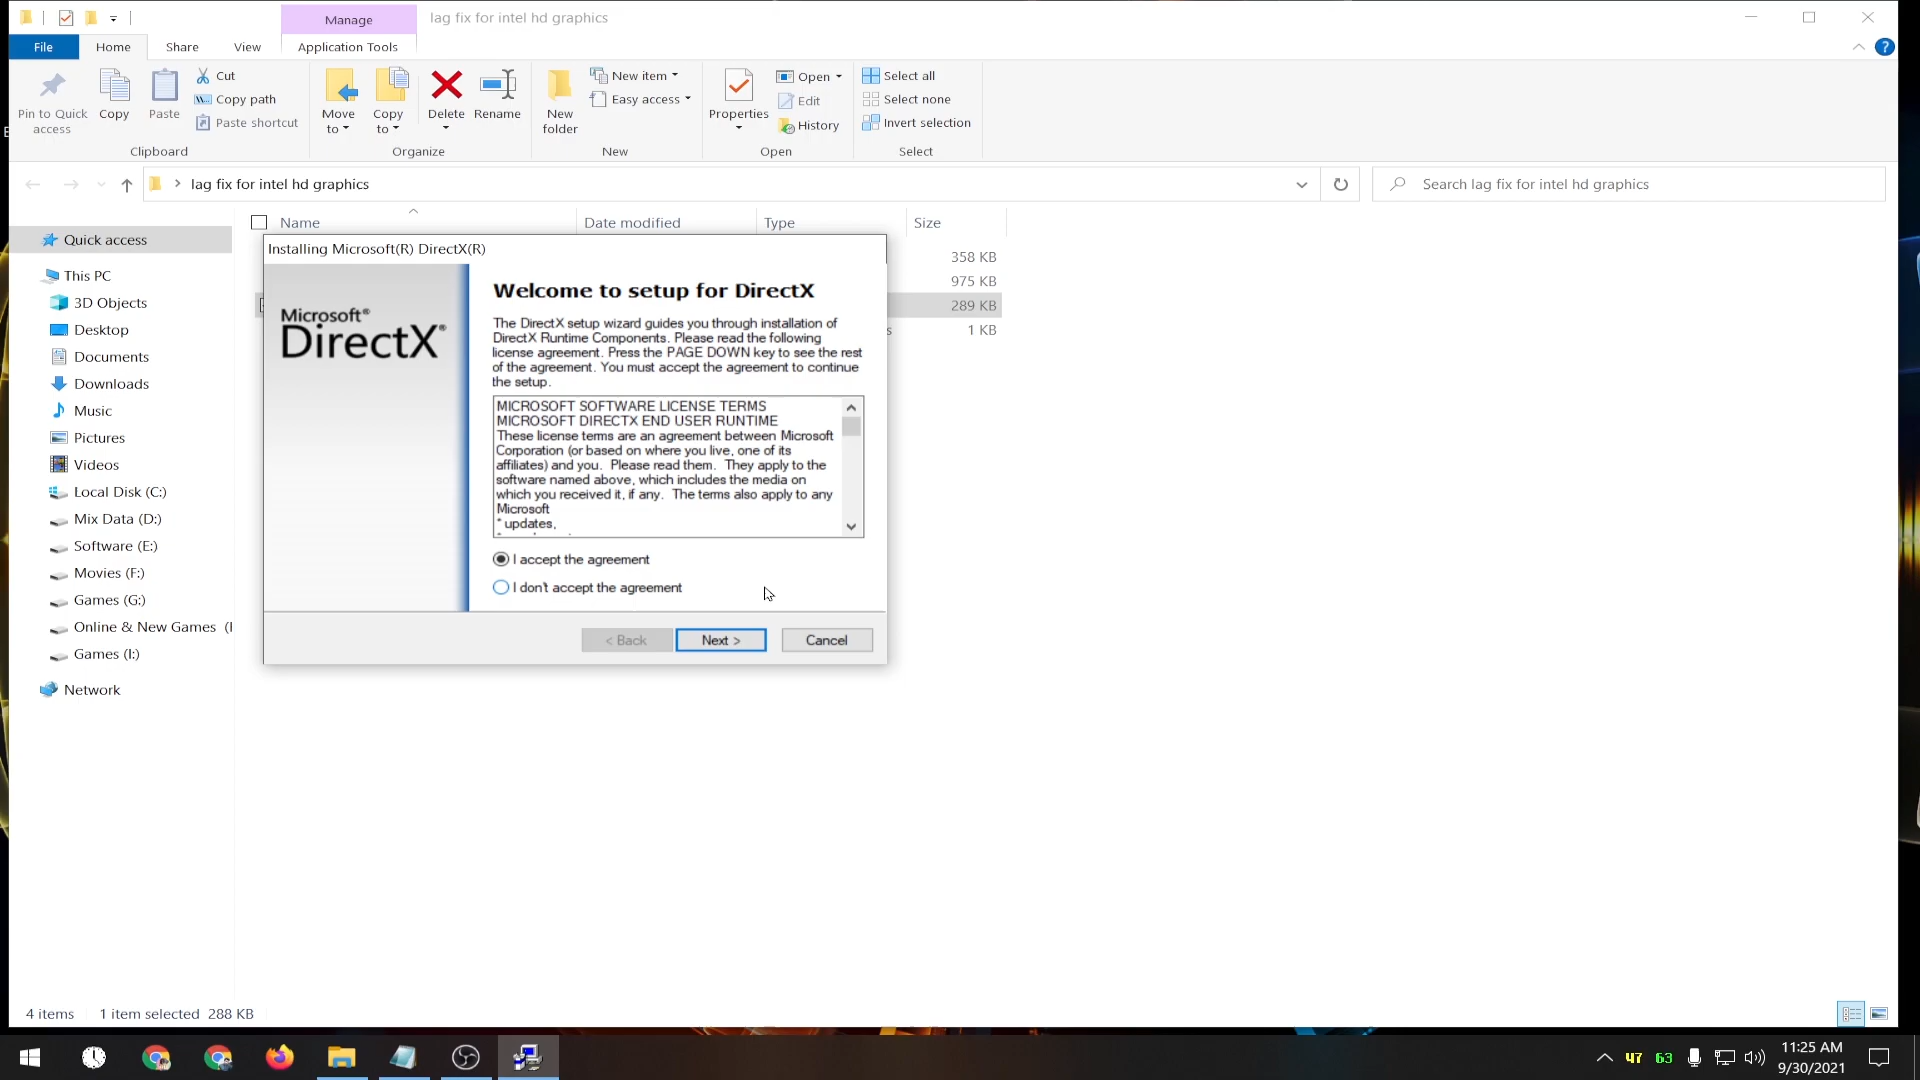 Manage
lag fix for intel hd graphics
File
Home
Share
View
Application Tools
Pin to Quick access
Copy
Paste
Cut
Copy path
Paste shortcut
Clipboard
Move to
Copy to
Delete
Rename
Organize
New folder
New item
Easy access
New
Properties
Open
Edit
History
Open
Select all
Select none
Invert selection
Select
lag fix for intel hd graphics
Search lag fix for intel hd graphics
Name
Date modified
Type
Size
358 KB
975 KB
289 KB
s
1 KB
Quick access
This PC
3D Objects
Desktop
Documents
Downloads
Music
Pictures
Videos
Local Disk (C:)
Mix Data (D:)
Software (E:)
Movies (F:)
Games (G:)
Online & New Games (
Games (I:)
Network
Installing Microsoft(R) DirectX(R)
Microsoft®
DirectX®
Welcome to setup for DirectX
The DirectX setup wizard guides you through installation of
DirectX Runtime Components. Please read the following
license agreement. Press the PAGE DOWN key to see the rest
of the agreement. You must accept the agreement to continue
the setup.
MICROSOFT SOFTWARE LICENSE TERMS
MICROSOFT DIRECTX END USER RUNTIME
These license terms are an agreement between Microsoft
Corporation (or based on where you live, one of its
affiliates) and you. Please read them. They apply to the
software named above, which includes the media on
which you received it, if any. The terms also apply to any
Microsoft
* updates,
I accept the agreement
I don't accept the agreement
< Back
Next >
Cancel
4 items
1 item selected 288 KB
47
63
11:25 AM
9/30/2021